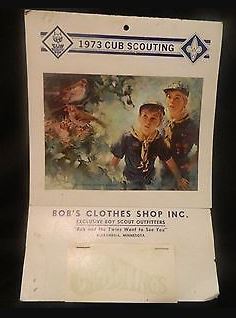 1973 CUB SCOUTING
BOB'S CLOTHES SHOP INC.
EXCLUSIVE BOY SCOUT OUTFITTERS
"Bob and the Twins Want to See You"
MINNESOTA